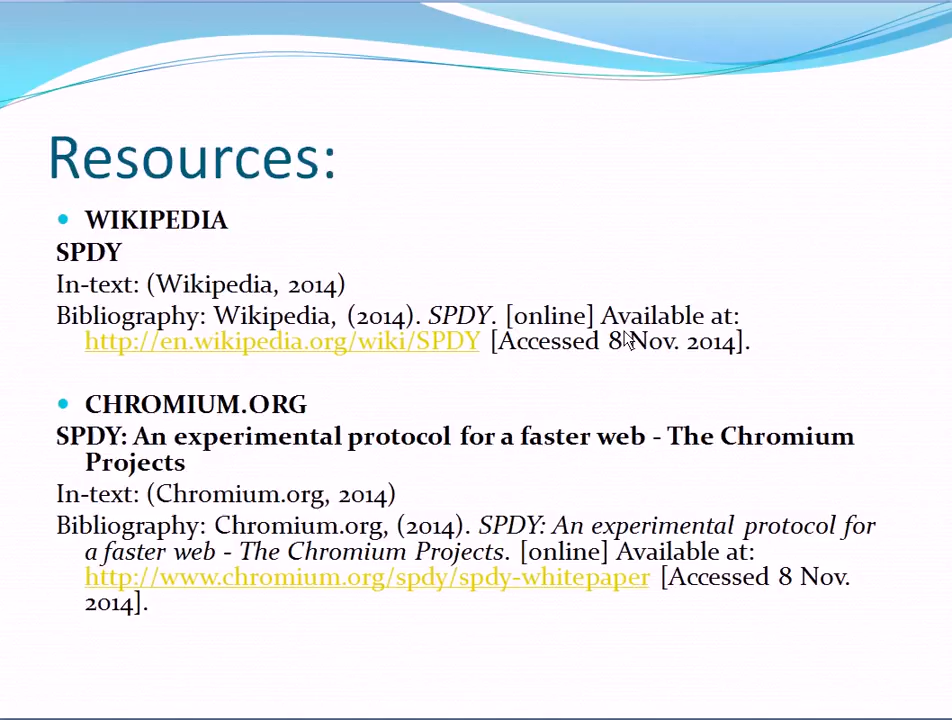 Resources:
• WIKIPEDIA
SPDY
In-text: (Wikipedia, 2014)
Bibliography: Wikipedia, (2014). SPDY. [online] Available at:
http://en.wikipedia.org/wiki/SPDY [Accessed 8 Nov. 2014].
• CHROMIUM.ORG
SPDY: An experimental protocol for a faster web - The Chromium
Projects
In-text: (Chromium.org, 2014)
Bibliography: Chromium.org, (2014). SPDY: An experimental protocol for
a faster web - The Chromium Projects. [online] Available at:
http://www.chromium.org/spdy/spdy-whitepaper [Accessed 8 Nov.
2014].